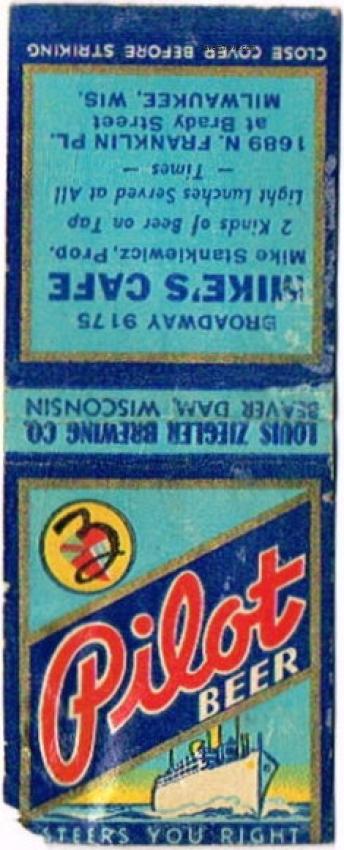 CLOSE COVER BEFORE STRIKING
BROADWAY 9175
MIKE'S CAFE
Mike Stankiewicz, Prop.
2 Kinds of Beer on Tap
Light Lunches Served at All
— Times —
1689 N. FRANKLIN PL.
at Brady Street
MILWAUKEE, WIS.
LOUIS ZIEGLER BREWING CO.
BEAVER DAM, WISCONSIN
Pilot
BEER
STEERS YOU RIGHT